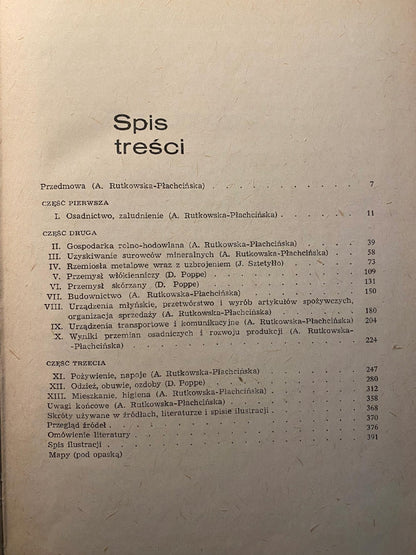 Spis
treści
Przedmowa (A. Rutkowska-Płachcińska) . . . . . . . . . . 7
CZĘŚĆ PIERWSZA
I. Osadnictwo, zaludnienie (A. Rutkowska-Płachcińska) . . . . 11
CZĘŚĆ DRUGA
II. Gospodarka rolno-hodowlana (A. Rutkowska-Płachcińska) . . . 39
III. Uzyskiwanie surowców mineralnych (A. Rutkowska-Płachcińska) . 58
IV. Rzemiosła metalowe wraz z uzbrojeniem (J. Sztetyłło) . . . . 73
V. Przemysł włókienniczy (D. Poppe) . . . . . . . . 109
VI. Przemysł skórzany (D. Poppe) . . . . . . . . . 131
VII. Budownictwo (A. Rutkowska-Płachcińska) . . . . . . . 150
VIII. Urządzenia młyńskie, przetwórstwo i wyrób artykułów spożywczych,
organizacja sprzedaży (A. Rutkowska-Płachcińska) . . . . . 180
IX. Urządzenia transportowe i komunikacyjne (A. Rutkowska-Płachcińska) 204
X. Wyniki przemian osadniczych i rozwoju produkcji (A. Rutkowska-
-Płachcińska) . . . . . . . . . . . . . 224
CZĘŚĆ TRZECIA
XI. Pożywienie, napoje (A. Rutkowska-Płachcińska) . . . . . 247
XII. Odzież, obuwie, ozdoby (D. Poppe) . . . . . . . . 280
XIII. Mieszkanie, higiena (A. Rutkowska-Płachcińska) . . . . . 312
Uwagi końcowe (A. Rutkowska-Płachcińska) . . . . . . . 358
Skróty używane w źródłach, literaturze i spisie ilustracji . . . . 368
Przegląd źródeł . . . . . . . . . . . . . 370
Omówienie literatury . . . . . . . . . . . . 376
Spis ilustracji . . . . . . . . . . . . . 391
Mapy (pod opaską)